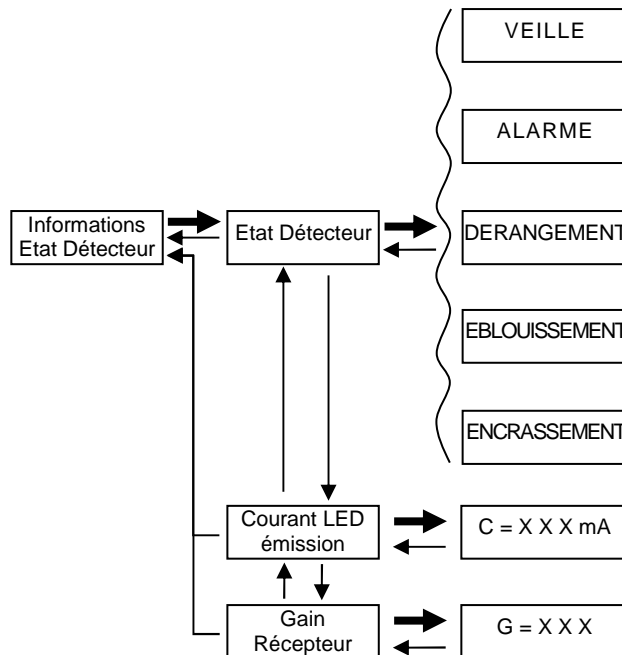 VEILLE
ALARME
Informations
Etat Détecteur
Etat Détecteur
DERANGEMENT
EBLOUISSEMENT
ENCRASSEMENT
Courant LED
émission
C = X X X mA
Gain
Récepteur
G = X X X